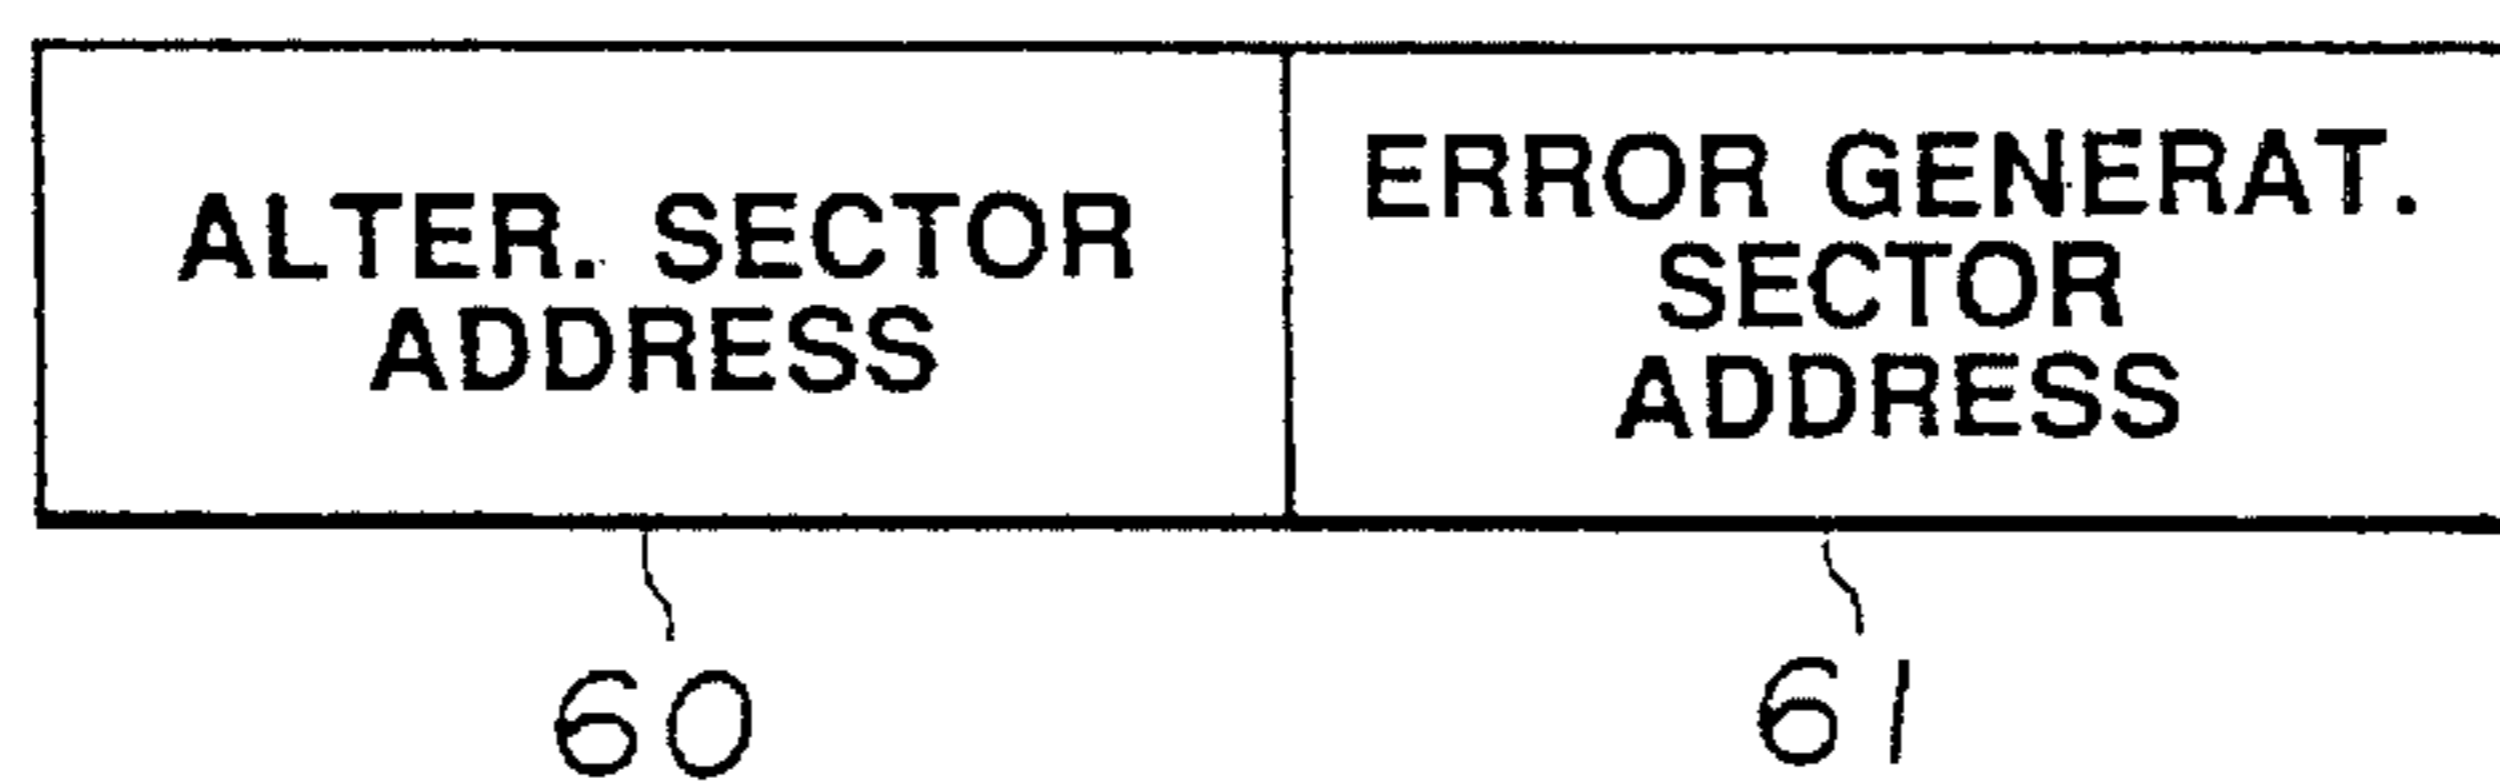 ALTER. SECTOR
ADDRESS
ERROR GENERAT.
SECTOR
ADDRESS
60
61